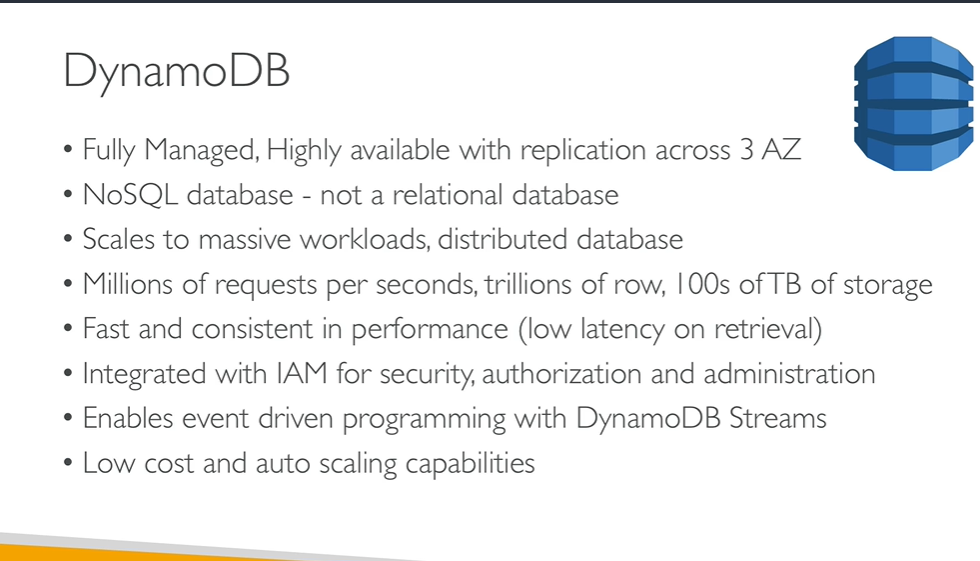 DynamoDB
• Fully Managed, Highly available with replication across 3 AZ
• NoSQL database - not a relational database
• Scales to massive workloads, distributed database
• Millions of requests per seconds, trillions of row, 100s of TB of storage
• Fast and consistent in performance (low latency on retrieval)
• Integrated with IAM for security, authorization and administration
• Enables event driven programming with DynamoDB Streams
• Low cost and auto scaling capabilities